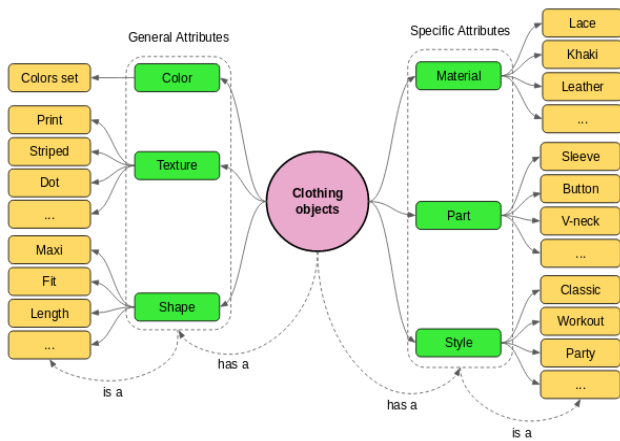 General Attributes
Specific Attributes
Colors set
Color
Print
Striped
Dot
...
Texture
Maxi
Fit
Length
...
Shape
Clothing
objects
Material
Lace
Khaki
Leather
...
Part
Sleeve
Button
V-neck
...
Style
Classic
Workout
Party
...
has a
is a
has a
is a